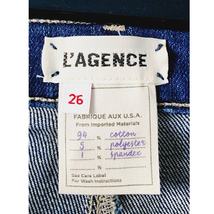 L'AGENCE
26
FABRIQUE AUX U.S.A.
From Imported Materials
94 % cotton
5 % polyester
1 % spandex
See Care Label
For Wash Instructions